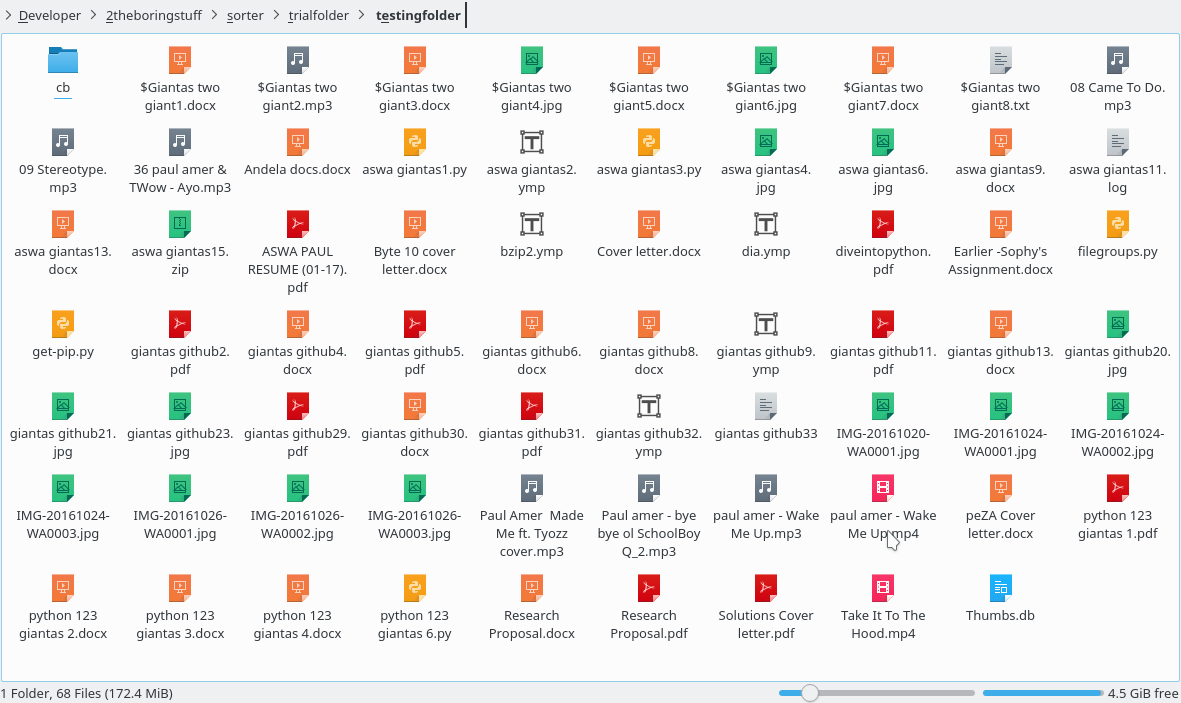 Developer > 2theboringstuff > sorter > trialfolder > testingfolder
cb
$Giantas two
giant1.docx
$Giantas two
giant2.mp3
$Giantas two
giant3.docx
$Giantas two
giant4.jpg
$Giantas two
giant5.docx
$Giantas two
giant6.jpg
$Giantas two
giant7.docx
$Giantas two
giant8.txt
08 Came To Do.
mp3
09 Stereotype.
mp3
36 paul amer &
TWow - Ayo.mp3
Andela docs.docx
aswa giantas1.py
aswa giantas2.
ymp
aswa giantas3.py
aswa giantas4.
jpg
aswa giantas6.
jpg
aswa giantas9.
docx
aswa giantas11.
log
aswa giantas13.
docx
aswa giantas15.
zip
ASWA PAUL
RESUME (01-17).
pdf
Byte 10 cover
letter.docx
bzip2.ymp
Cover letter.docx
dia.ymp
diveintopython.
pdf
Earlier -Sophy's
Assignment.docx
filegroups.py
get-pip.py
giantas github2.
pdf
giantas github4.
docx
giantas github5.
pdf
giantas github6.
docx
giantas github8.
docx
giantas github9.
ymp
giantas github11.
pdf
giantas github13.
docx
giantas github20.
jpg
giantas github21.
jpg
giantas github23.
jpg
giantas github29.
pdf
giantas github30.
docx
giantas github31.
pdf
giantas github32.
ymp
giantas github33
IMG-20161020-
WA0001.jpg
IMG-20161024-
WA0001.jpg
IMG-20161024-
WA0002.jpg
IMG-20161024-
WA0003.jpg
IMG-20161026-
WA0001.jpg
IMG-20161026-
WA0002.jpg
IMG-20161026-
WA0003.jpg
Paul Amer  Made
Me ft. Tyozz
cover.mp3
Paul amer - bye
bye ol SchoolBoy
Q_2.mp3
paul amer - Wake
Me Up.mp3
paul amer - Wake
Me Up.mp4
peZA Cover
letter.docx
python 123
giantas 1.pdf
python 123
giantas 2.docx
python 123
giantas 3.docx
python 123
giantas 4.docx
python 123
giantas 6.py
Research
Proposal.docx
Research
Proposal.pdf
Solutions Cover
letter.pdf
Take It To The
Hood.mp4
Thumbs.db
1 Folder, 68 Files (172.4 MiB)
4.5 GiB free